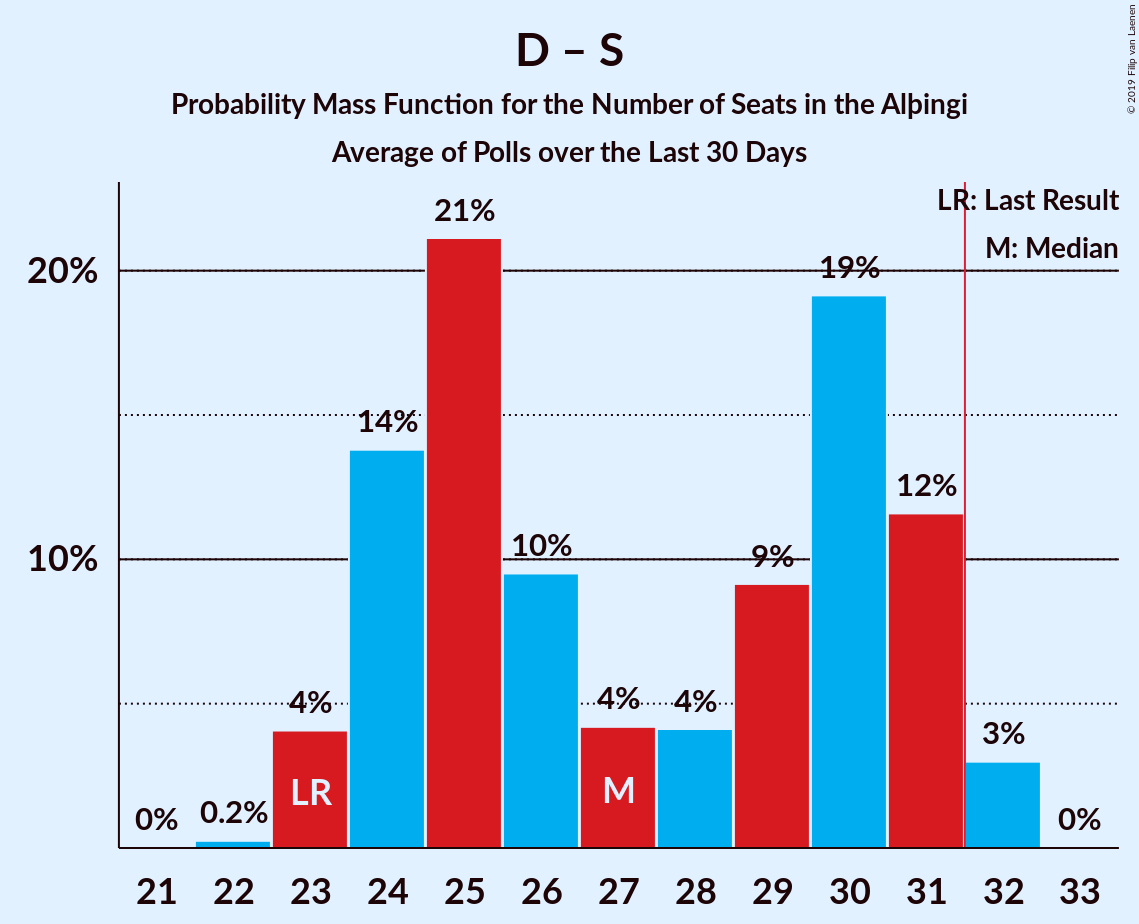 D – S
Probability Mass Function for the Number of Seats in the Alþingi
Average of Polls over the Last 30 Days
© 2019 Filip van Laenen
LR: Last Result
M: Median
20%
10%
0%
0.2%
4%
14%
21%
10%
4%
4%
9%
19%
12%
3%
0%
LR
M
21 22 23 24 25 26 27 28 29 30 31 32 33